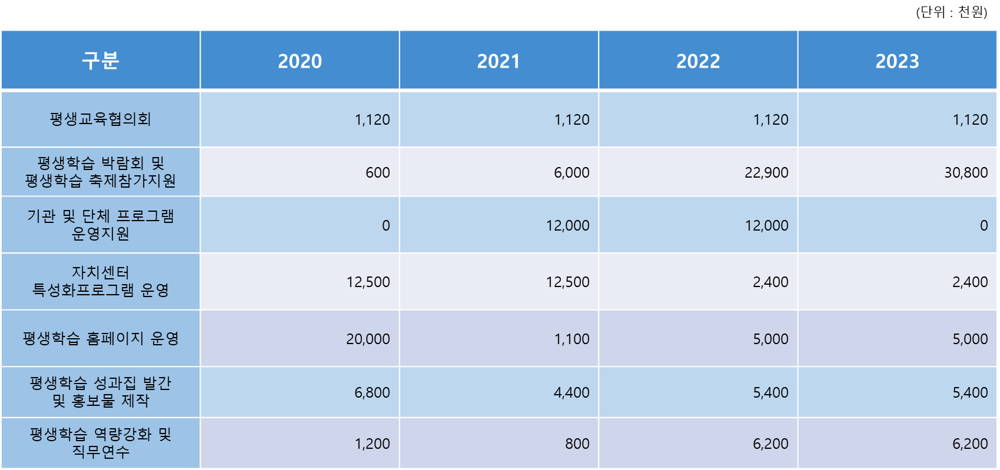 (단위 : 천원)
구분 2020 2021 2022 2023
평생교육협의회 1,120 1,120 1,120 1,120
평생학습 박람회 및
평생학습 축제참가지원 600 6,000 22,900 30,800
기관 및 단체 프로그램
운영지원 0 12,000 12,000 0
자치센터
특성화프로그램 운영 12,500 12,500 2,400 2,400
평생학습 홈페이지 운영 20,000 1,100 5,000 5,000
평생학습 성과집 발간
및 홍보물 제작 6,800 4,400 5,400 5,400
평생학습 역량강화 및
직무연수 1,200 800 6,200 6,200